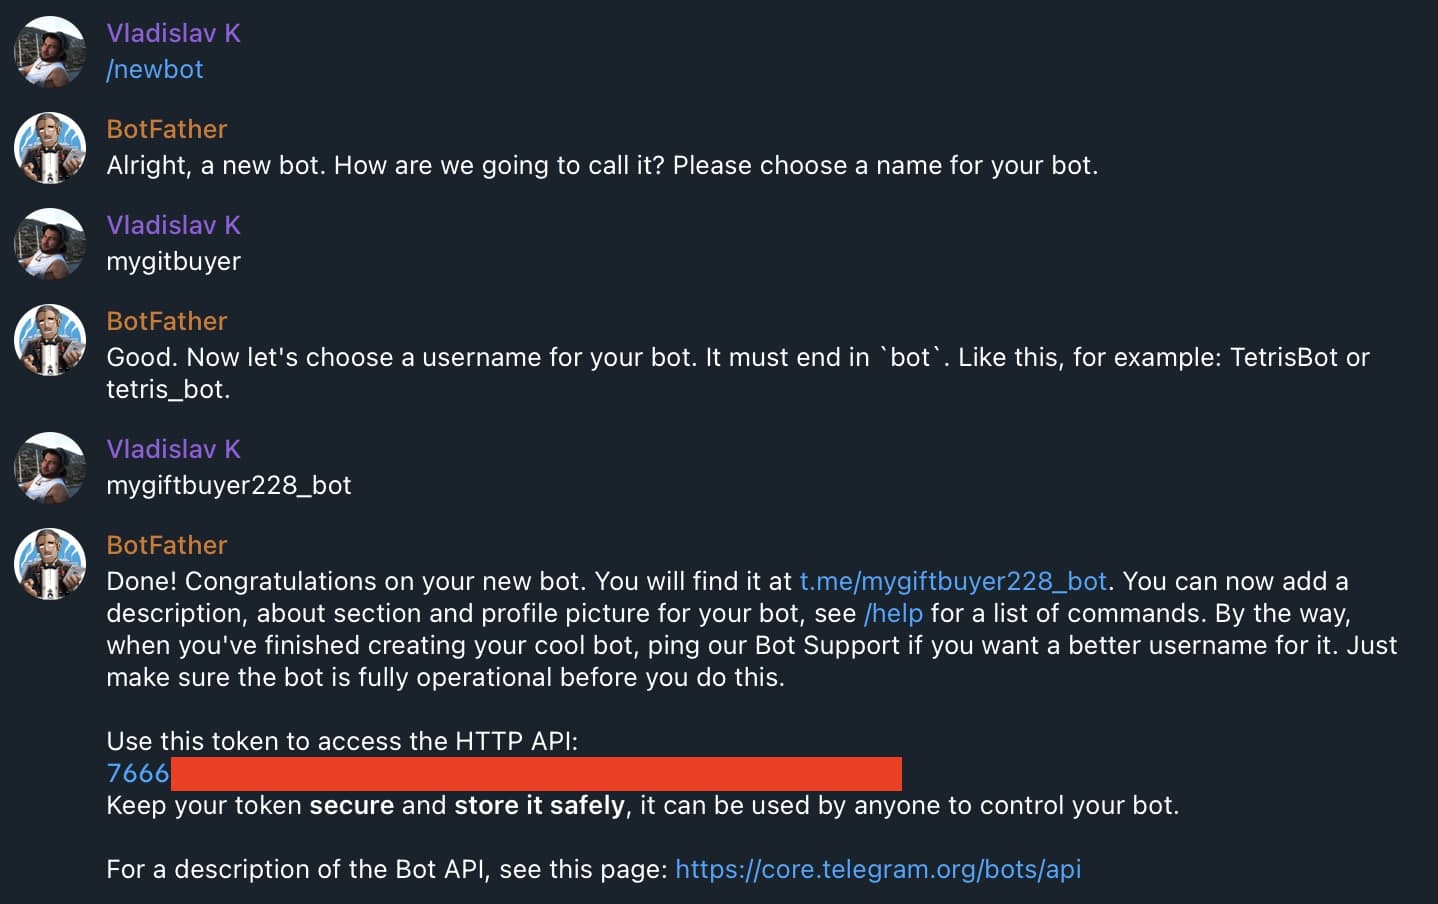 Vladislav K
/newbot
BotFather
Alright, a new bot. How are we going to call it? Please choose a name for your bot.
Vladislav K
mygitbuyer
BotFather
Good. Now let's choose a username for your bot. It must end in `bot`. Like this, for example: TetrisBot or
tetris_bot.
Vladislav K
mygiftbuyer228_bot
BotFather
Done! Congratulations on your new bot. You will find it at t.me/mygiftbuyer228_bot. You can now add a
description, about section and profile picture for your bot, see /help for a list of commands. By the way,
when you've finished creating your cool bot, ping our Bot Support if you want a better username for it. Just
make sure the bot is fully operational before you do this.
Use this token to access the HTTP API:
7666
Keep your token secure and store it safely, it can be used by anyone to control your bot.
For a description of the Bot API, see this page: https://core.telegram.org/bots/api